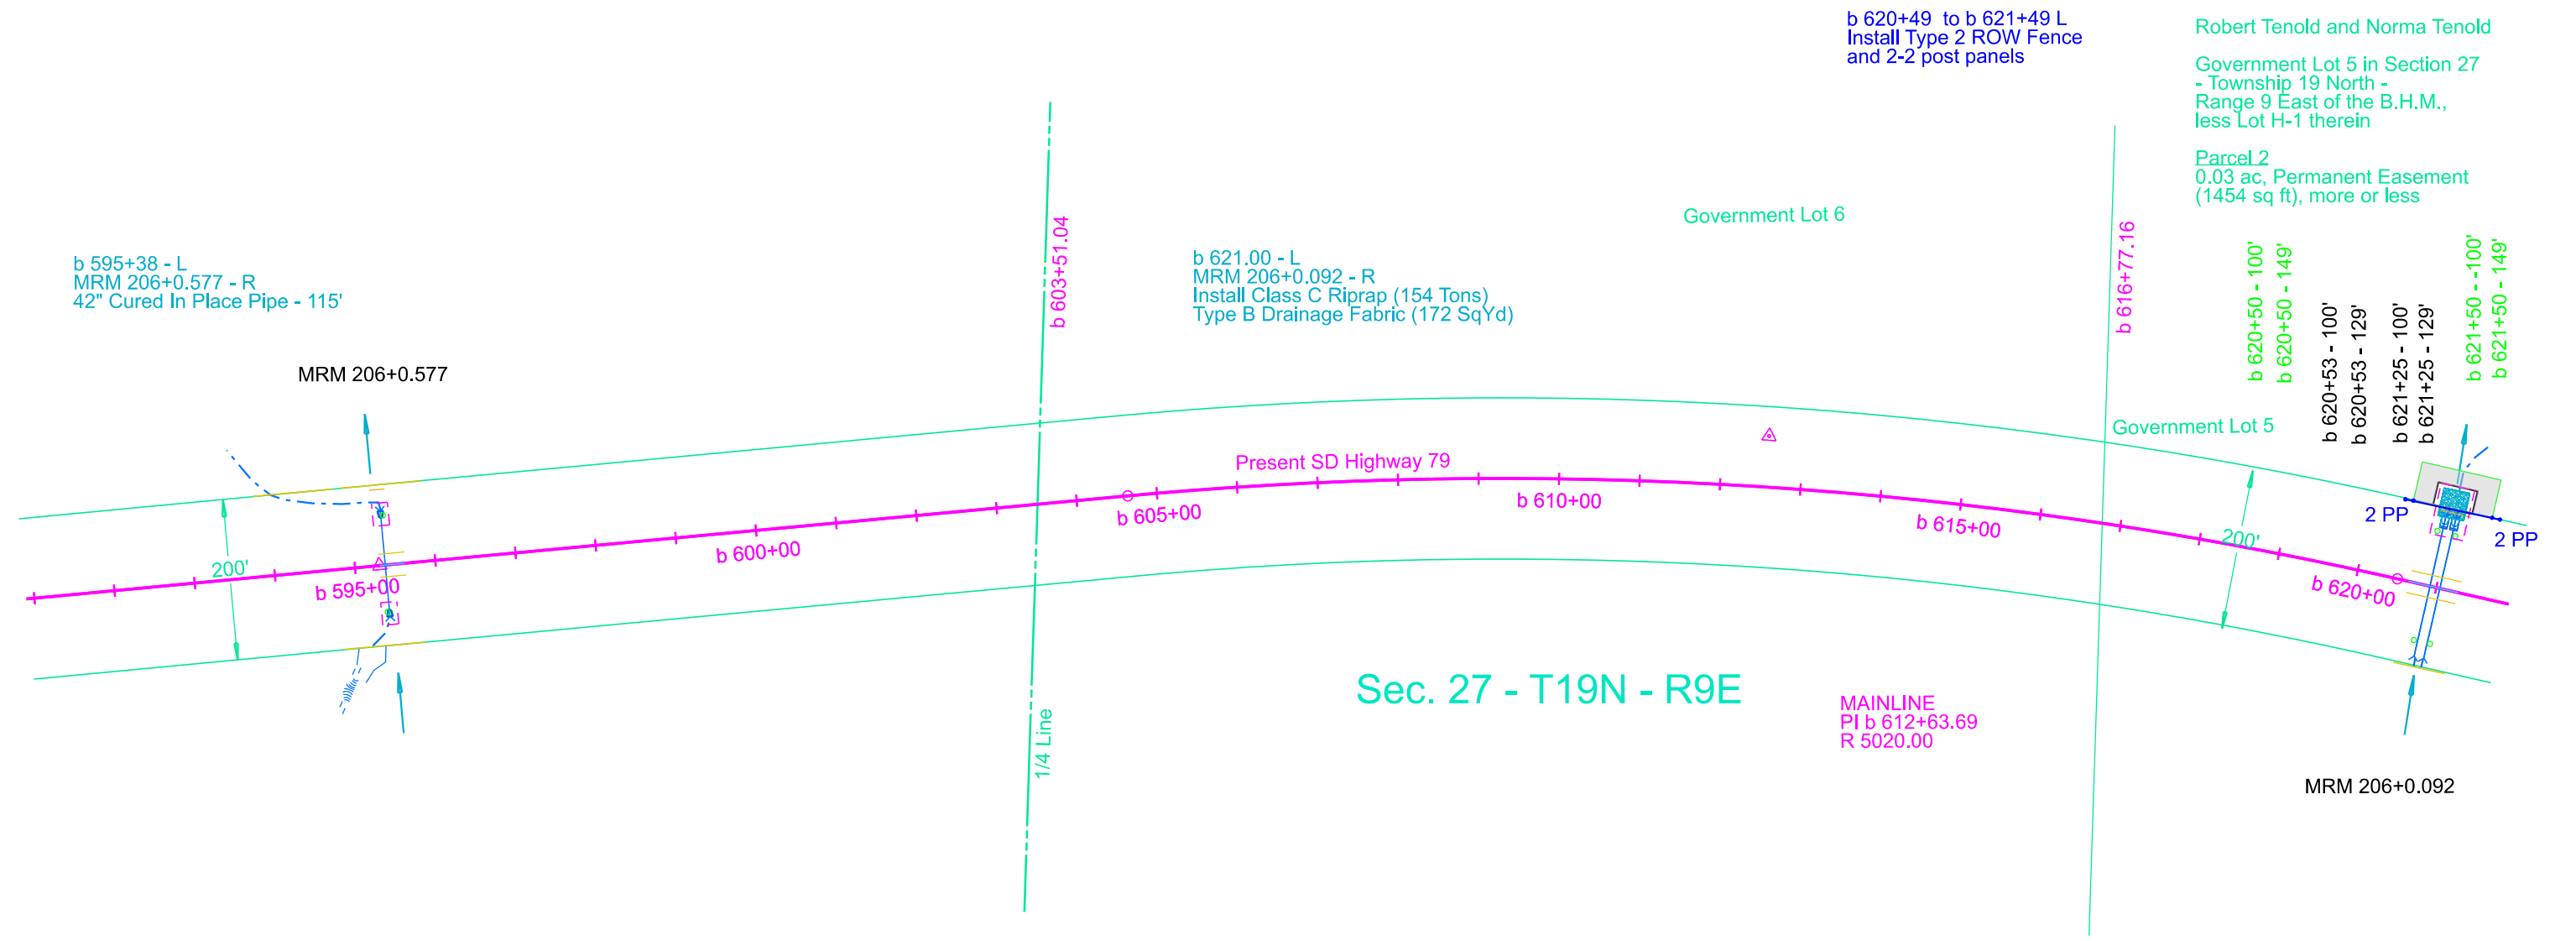 b 620+49 to b 621+49 L
Install Type 2 ROW Fence
and 2-2 post panels
Robert Tenold and Norma Tenold
Government Lot 5 in Section 27
- Township 19 North -
Range 9 East of the B.H.M.,
less Lot H-1 therein
Parcel 2
0.03 ac, Permanent Easement
(1454 sq ft), more or less
Government Lot 6
b 595+38 - L
MRM 206+0.577 - R
42" Cured In Place Pipe - 115'
b 603+51.04
b 621.00 - L
MRM 206+0.092 - R
Install Class C Riprap (154 Tons)
Type B Drainage Fabric (172 SqYd)
b 616+77.16
b 620+50 - 100'
b 620+50 - 149'
b 620+53 - 100'
b 620+53 - 129'
b 621+25 - 100'
b 621+25 - 129'
b 621+50 - 100'
b 621+50 - 149'
MRM 206+0.577
Government Lot 5
Present SD Highway 79
200'
b 595+00
b 600+00
b 605+00
b 610+00
b 615+00
200'
b 620+00
2 PP
2 PP
Sec. 27 - T19N - R9E
MAINLINE
PI b 612+63.69
R 5020.00
1/4 Line
MRM 206+0.092